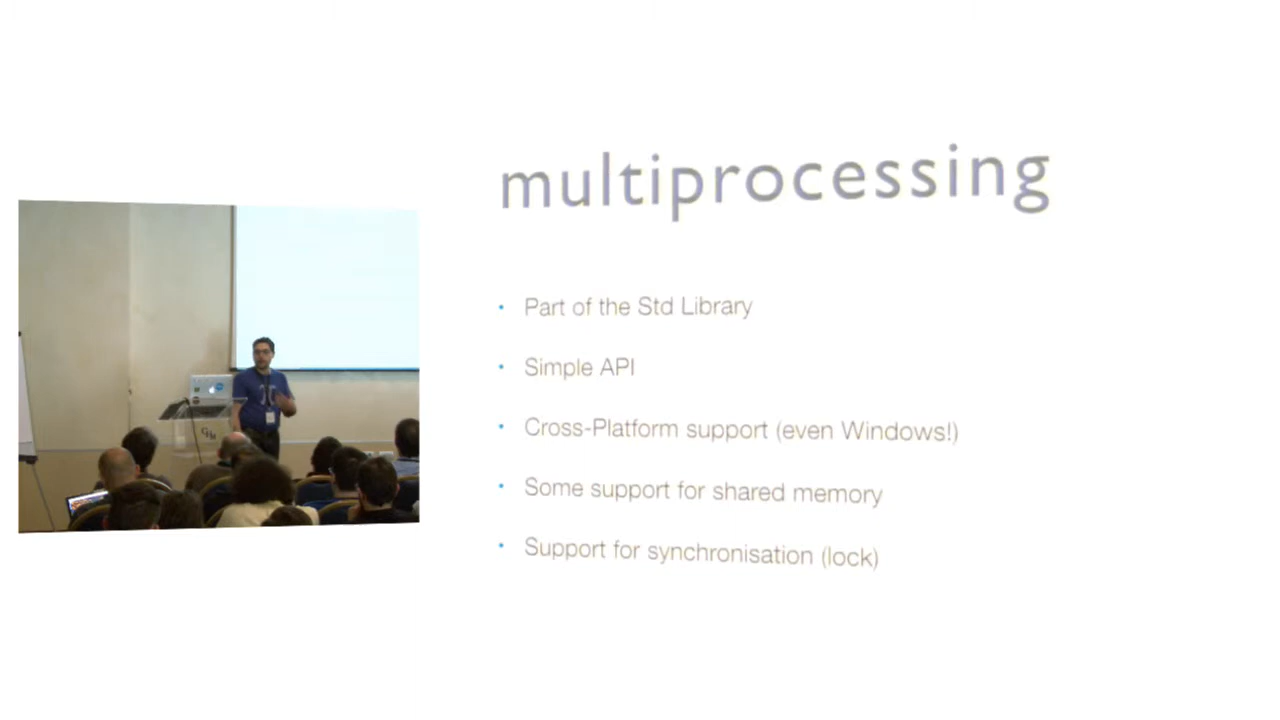 multiprocessing
Part of the Std Library
Simple API
Cross-Platform support (even Windows!)
Some support for shared memory
Support for synchronisation (lock)